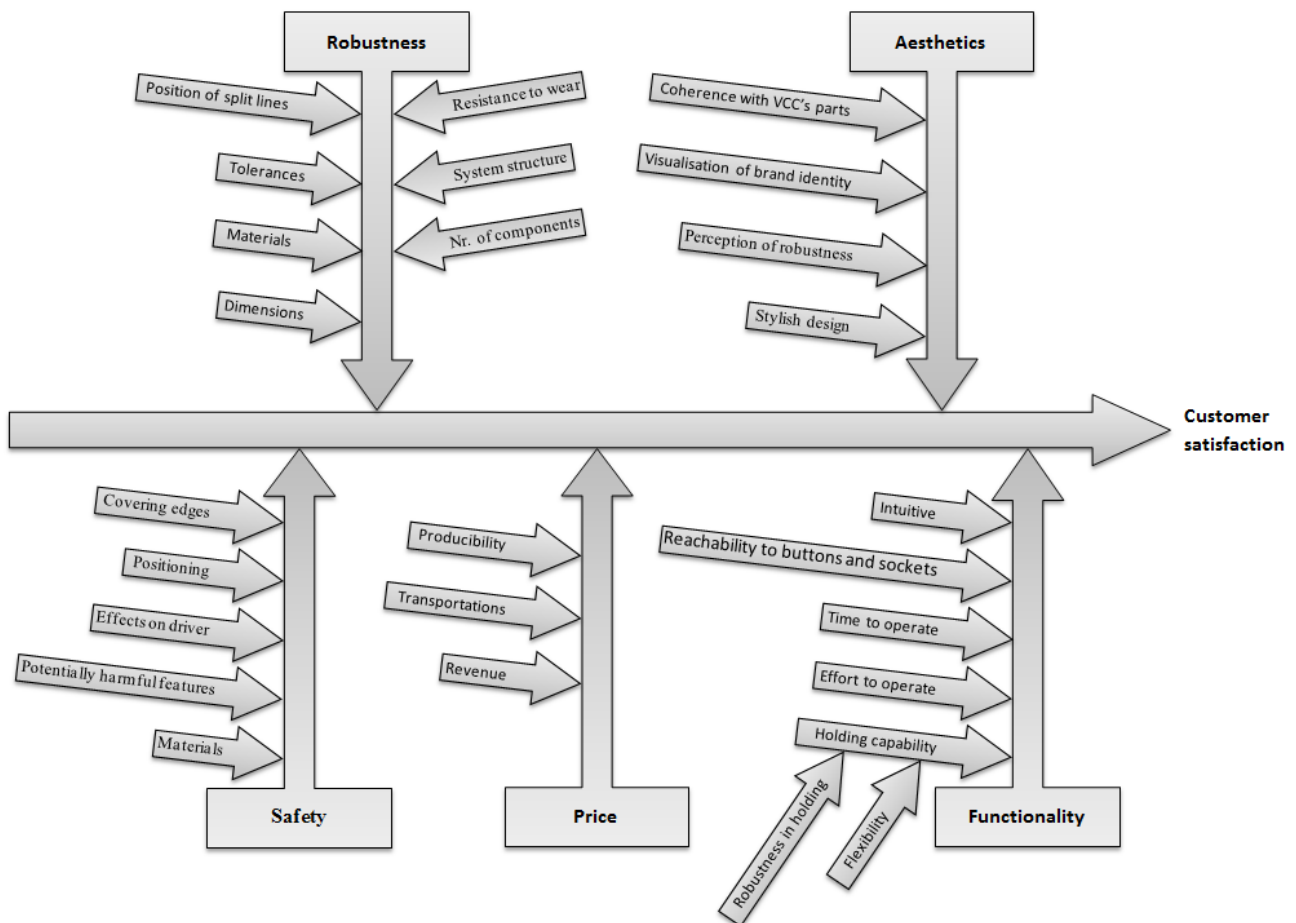 Robustness
Position of split lines
Tolerances
Materials
Dimensions
Resistance to wear
System structure
Nr. of components
Aesthetics
Coherence with VCC's parts
Visualisation of brand identity
Perception of robustness
Stylish design
Customer
satisfaction
Covering edges
Positioning
Effects on driver
Potentially harmful features
Materials
Safety
Producibility
Transportations
Revenue
Price
Intuitive
Reachability to buttons and sockets
Time to operate
Effort to operate
Holding capability
Robustness in holding
Flexibility
Functionality